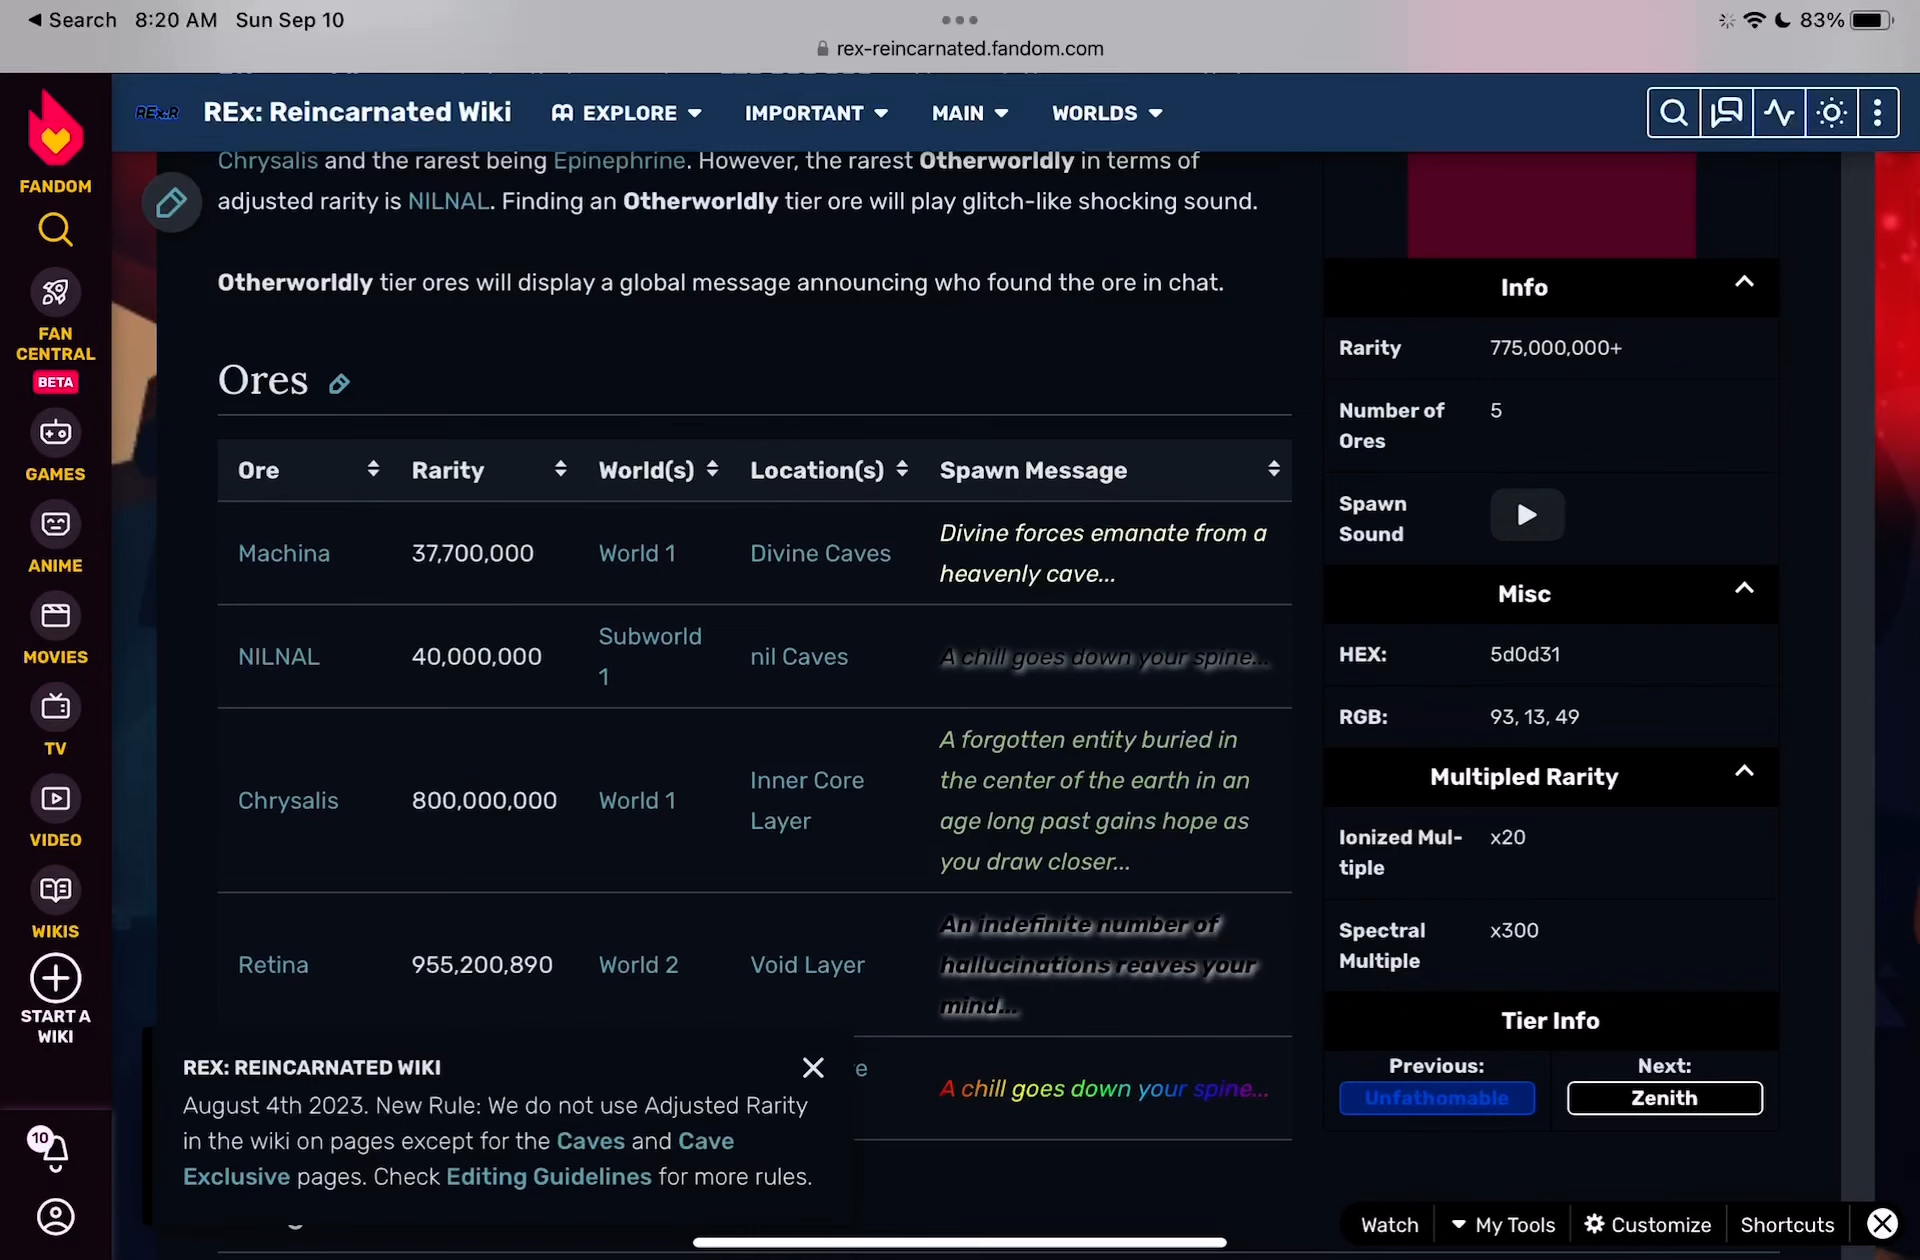 Search 8:20 AM Sun Sep 10
83%
rex-reincarnated.fandom.com
RExR REx: Reincarnated Wiki EXPLORE IMPORTANT MAIN WORLDS
FANDOM
FAN
CENTRAL
BETA
GAMES
ANIME
MOVIES
TV
VIDEO
WIKIS
START A
WIKI
10
Chrysalis and the rarest being Epinephrine. However, the rarest Otherworldly in terms of
adjusted rarity is NILNAL. Finding an Otherworldly tier ore will play glitch-like shocking sound.
Otherworldly tier ores will display a global message announcing who found the ore in chat.
Ores
Ore Rarity World(s) Location(s) Spawn Message
Machina 37,700,000 World 1 Divine Caves Divine forces emanate from a
heavenly cave...
NILNAL 40,000,000 Subworld
1 nil Caves A chill goes down your spine...
Chrysalis 800,000,000 World 1 Inner Core
Layer A forgotten entity buried in
the center of the earth in an
age long past gains hope as
you draw closer...
Retina 955,200,890 World 2 Void Layer An indefinite number of
hallucinations reaves your
mind...
e A chill goes down your spine...
REX: REINCARNATED WIKI
August 4th 2023. New Rule: We do not use Adjusted Rarity
in the wiki on pages except for the Caves and Cave
Exclusive pages. Check Editing Guidelines for more rules.
Info
Rarity 775,000,000+
Number of
Ores 5
Spawn
Sound
Misc
HEX: 5d0d31
RGB: 93, 13, 49
Multipled Rarity
Ionized Mul-
tiple x20
Spectral
Multiple x300
Tier Info
Previous: Next:
Unfathomable Zenith
Watch My Tools Customize Shortcuts